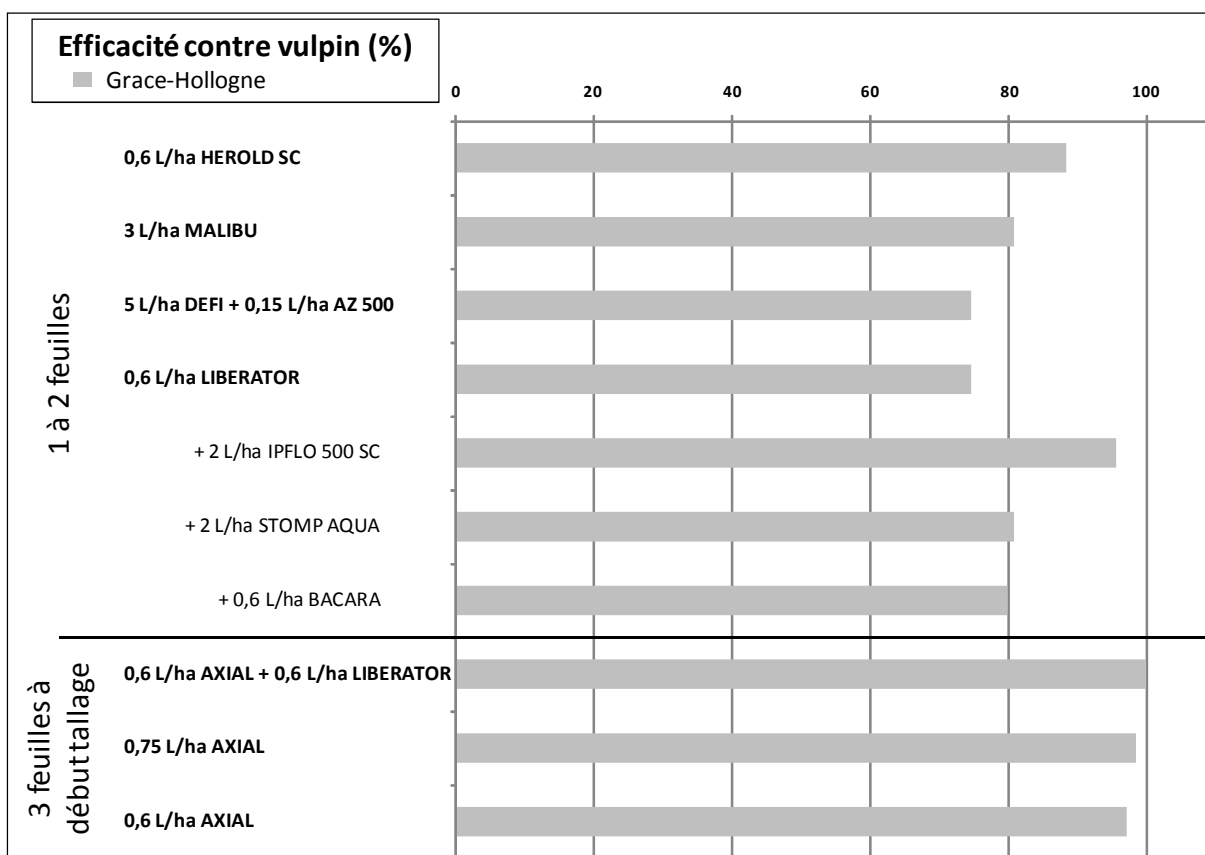 Efficacité contre vulpin (%)
Grace-Hollogne
0 20 40 60 80 100
1 à 2 feuilles
0,6 L/ha HEROLD SC
3 L/ha MALIBU
5 L/ha DEFI + 0,15 L/ha AZ 500
0,6 L/ha LIBERATOR
+ 2 L/ha IPFLO 500 SC
+ 2 L/ha STOMP AQUA
+ 0,6 L/ha BACARA
3 feuilles à
début tallage
0,6 L/ha AXIAL + 0,6 L/ha LIBERATOR
0,75 L/ha AXIAL
0,6 L/ha AXIAL